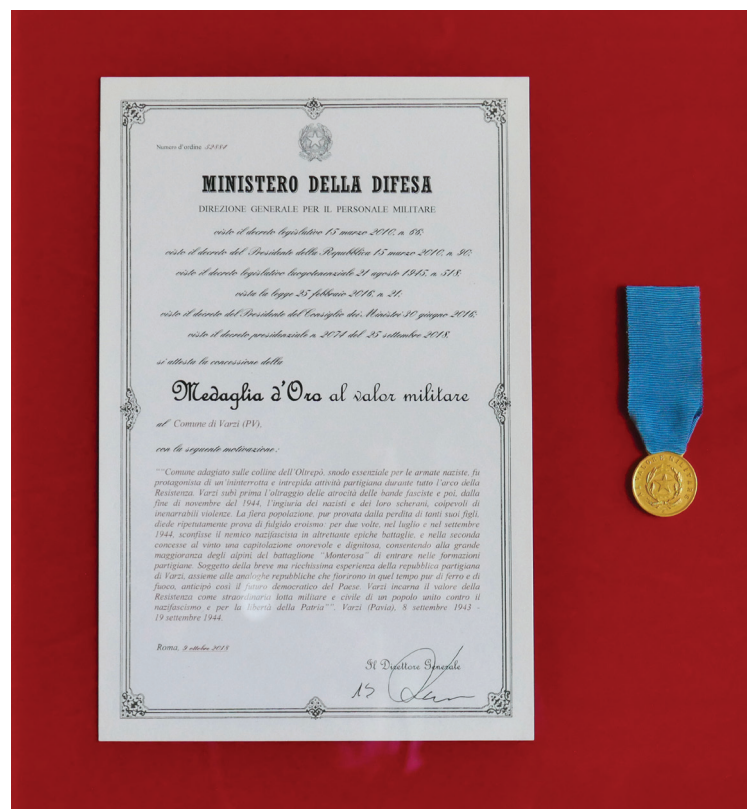 Numero d'ordine
MINISTERO DELLA DIFESA
DIREZIONE GENERALE PER IL PERSONALE MILITARE
visto il decreto legislativo 15 marzo 2010, n. 66;
visto il decreto del Presidente della Repubblica 15 marzo 2010, n. 90;
visto il decreto legislativo luogotenenziale 21 agosto 1945, n. 518;
vista la legge 25 febbraio 2016, n. 21;
visto il decreto del Presidente del Consiglio dei Ministri 30 giugno 2016;
visto il decreto presidenziale n. 2074 del 25 settembre 2018,
si attesta la concessione della
Medaglia d'Oro al valor militare
al Comune di Varzi (PV),
con la seguente motivazione:
""Comune adagiato sulle colline dell'Oltrepò, snodo essenziale per le armate naziste, fu
protagonista di un'ininterrotta e intrepida attività partigiana durante tutto l'arco della
Resistenza. Varzi subì prima l'oltraggio delle atrocità delle bande fasciste e poi, dalla
fine di novembre del 1944, l'ingiuria dei nazisti e dei loro scherani, colpevoli di
inenarrabili violenze. La fiera popolazione, pur provata dalla perdita di tanti suoi figli,
diede ripetutamente prova di fulgido eroismo: per due volte, nel luglio e nel settembre
1944, sconfisse il nemico nazifascista in altrettante epiche battaglie, e nella seconda
concesse al vinto una capitolazione onorevole e dignitosa, consentendo alla grande
maggioranza degli alpini del battaglione "Monterosa" di entrare nelle formazioni
partigiane. Soggetta della breve ma ricchissima esperienza della repubblica partigiana
di Varzi, assieme alle analoghe repubbliche che fiorirono in quel tempo pur di ferro e di
fuoco, anticipò così il futuro democratico del Paese. Varzi incarna il valore della
Resistenza come straordinaria lotta militare e civile di un popolo unito contro il
nazifascismo e per la libertà della Patria"". Varzi (Pavia), 8 settembre 1943 –
19 settembre 1944.
Roma, 9 ottobre 2018
Il Direttore Generale